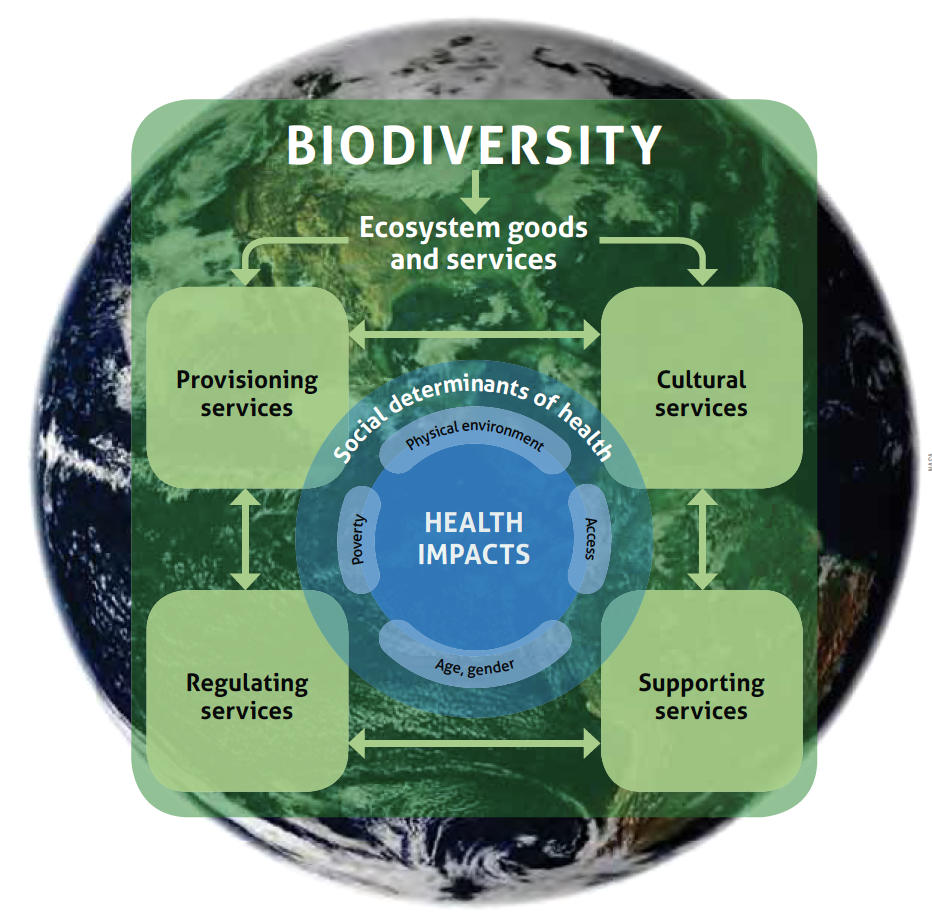 BIODIVERSITY
Ecosystem goods
and services
Provisioning
services
Cultural
services
Social determinants of health
Physical environment
Poverty
HEALTH
IMPACTS
Access
Age, gender
Regulating
services
Supporting
services
NASA